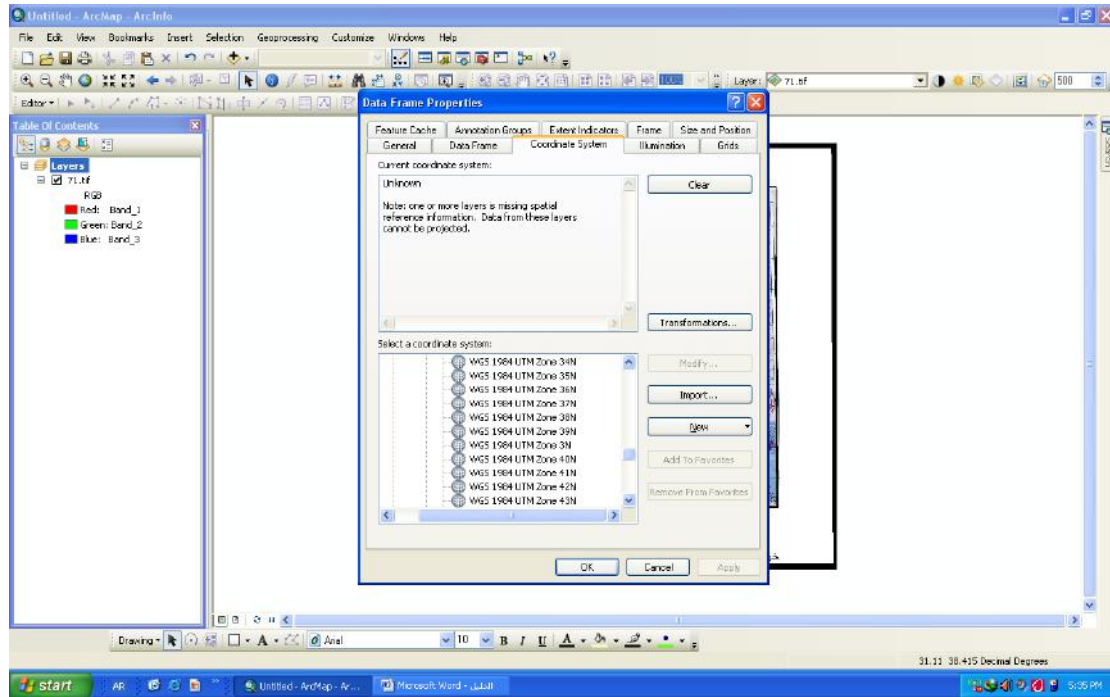 Untitled - ArcMap - ArcInfo
File Edit View Bookmarks Insert Selection Geoprocessing Customize Windows Help
Layer: 71.tif
500
Editor
Table Of Contents
Layers
71.tif
RGB
Red: Band_1
Green: Band_2
Blue: Band_3
Data Frame Properties
Feature Cache Annotation Groups Extent Indicators Frame Size and Position
General Data Frame Coordinate System Illumination Grids
Current coordinate system:
Unknown
Note: one or more layers is missing spatial
reference information. Data from these layers
cannot be projected.
Clear
Transformations...
Select a coordinate system:
WGS 1984 UTM Zone 34N
WGS 1984 UTM Zone 35N
WGS 1984 UTM Zone 36N
WGS 1984 UTM Zone 37N
WGS 1984 UTM Zone 38N
WGS 1984 UTM Zone 39N
WGS 1984 UTM Zone 3N
WGS 1984 UTM Zone 40N
WGS 1984 UTM Zone 41N
WGS 1984 UTM Zone 42N
WGS 1984 UTM Zone 43N
Modify...
Import...
New
Add To Favorites
Remove From Favorites
OK Cancel Apply
Drawing A Arial 10 B I U A
31.11 38.415 Decimal Degrees
start AR Untitled - ArcMap - Ar... Microsoft Word - الدليل 5:35 PM